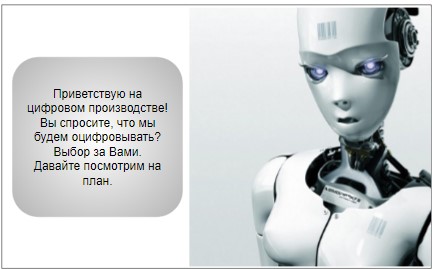 Приветствую на
цифровом производстве!
Вы спросите, что мы
будем оцифровывать?
Выбор за Вами.
Давайте посмотрим на
план.